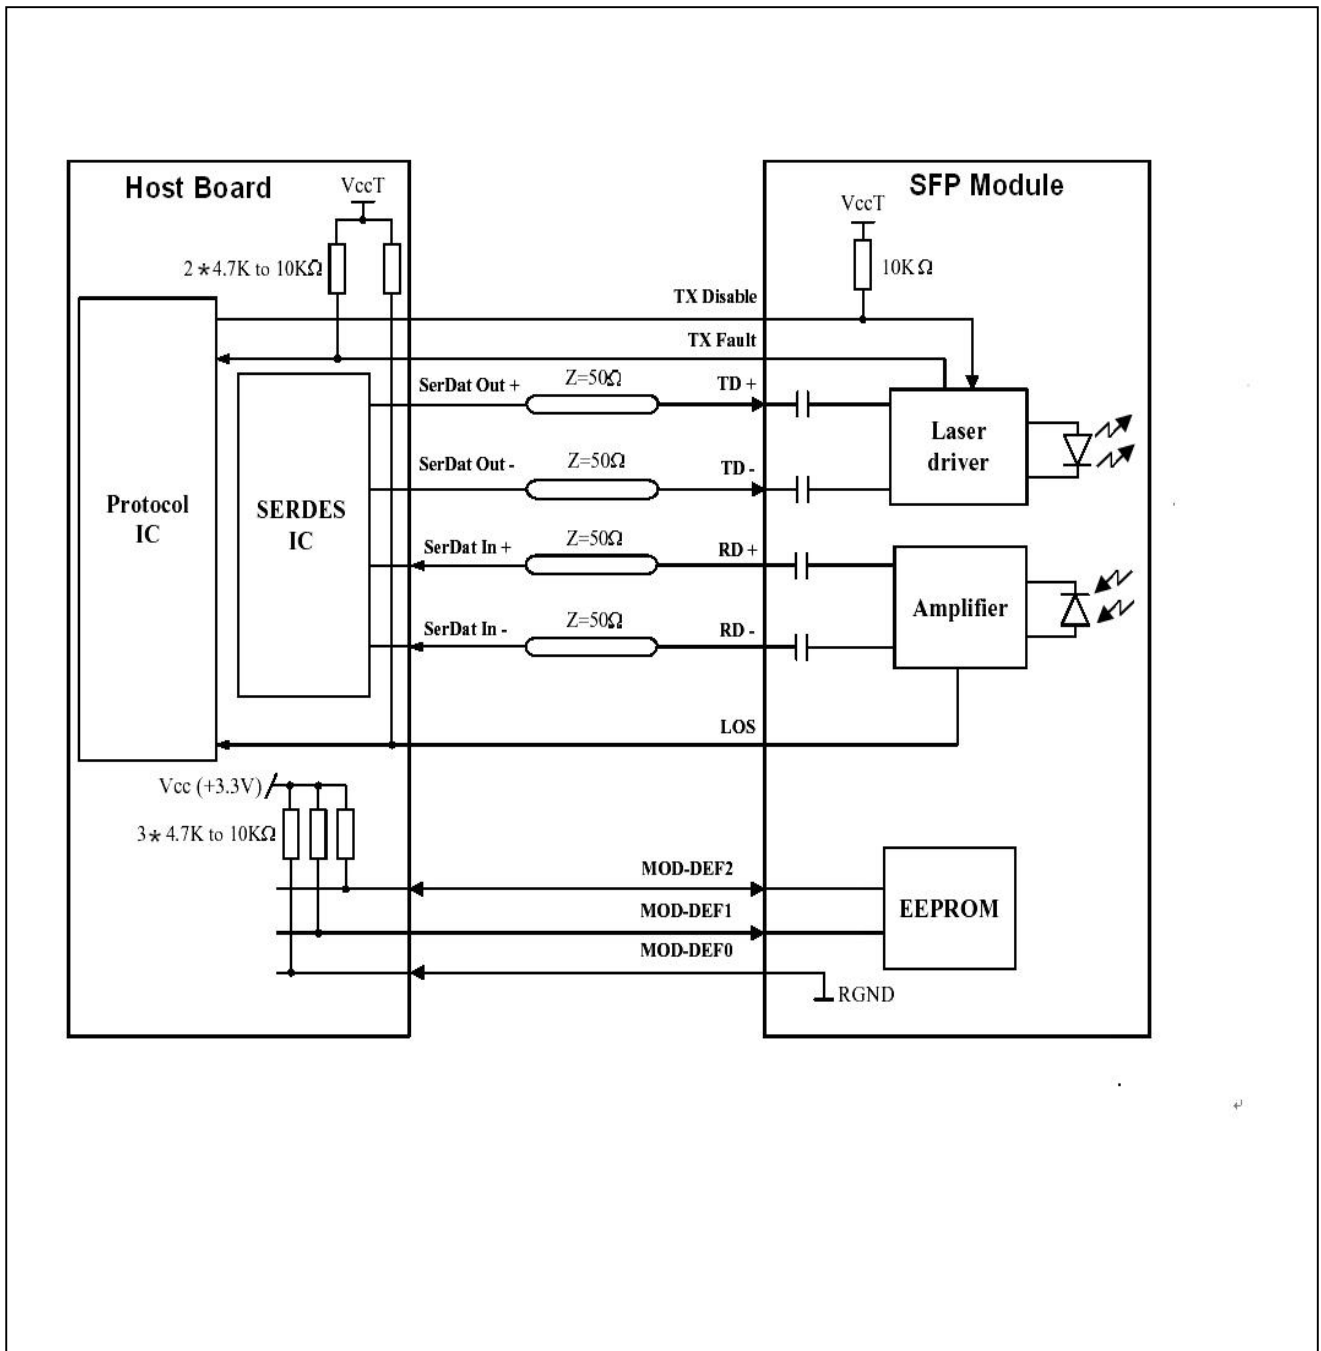 Host Board
SFP Module
VccT
VccT
2*4.7K to 10KΩ
10KΩ
TX Disable
TX Fault
SerDat Out +
Z=50Ω
TD +
Laser
driver
SerDat Out -
Z=50Ω
TD -
Protocol
IC
SERDES
IC
SerDat In +
Z=50Ω
RD +
Amplifier
SerDat In -
Z=50Ω
RD -
LOS
Vcc (+3.3V)
3* 4.7K to 10KΩ
MOD-DEF2
MOD-DEF1
MOD-DEF0
EEPROM
RGND